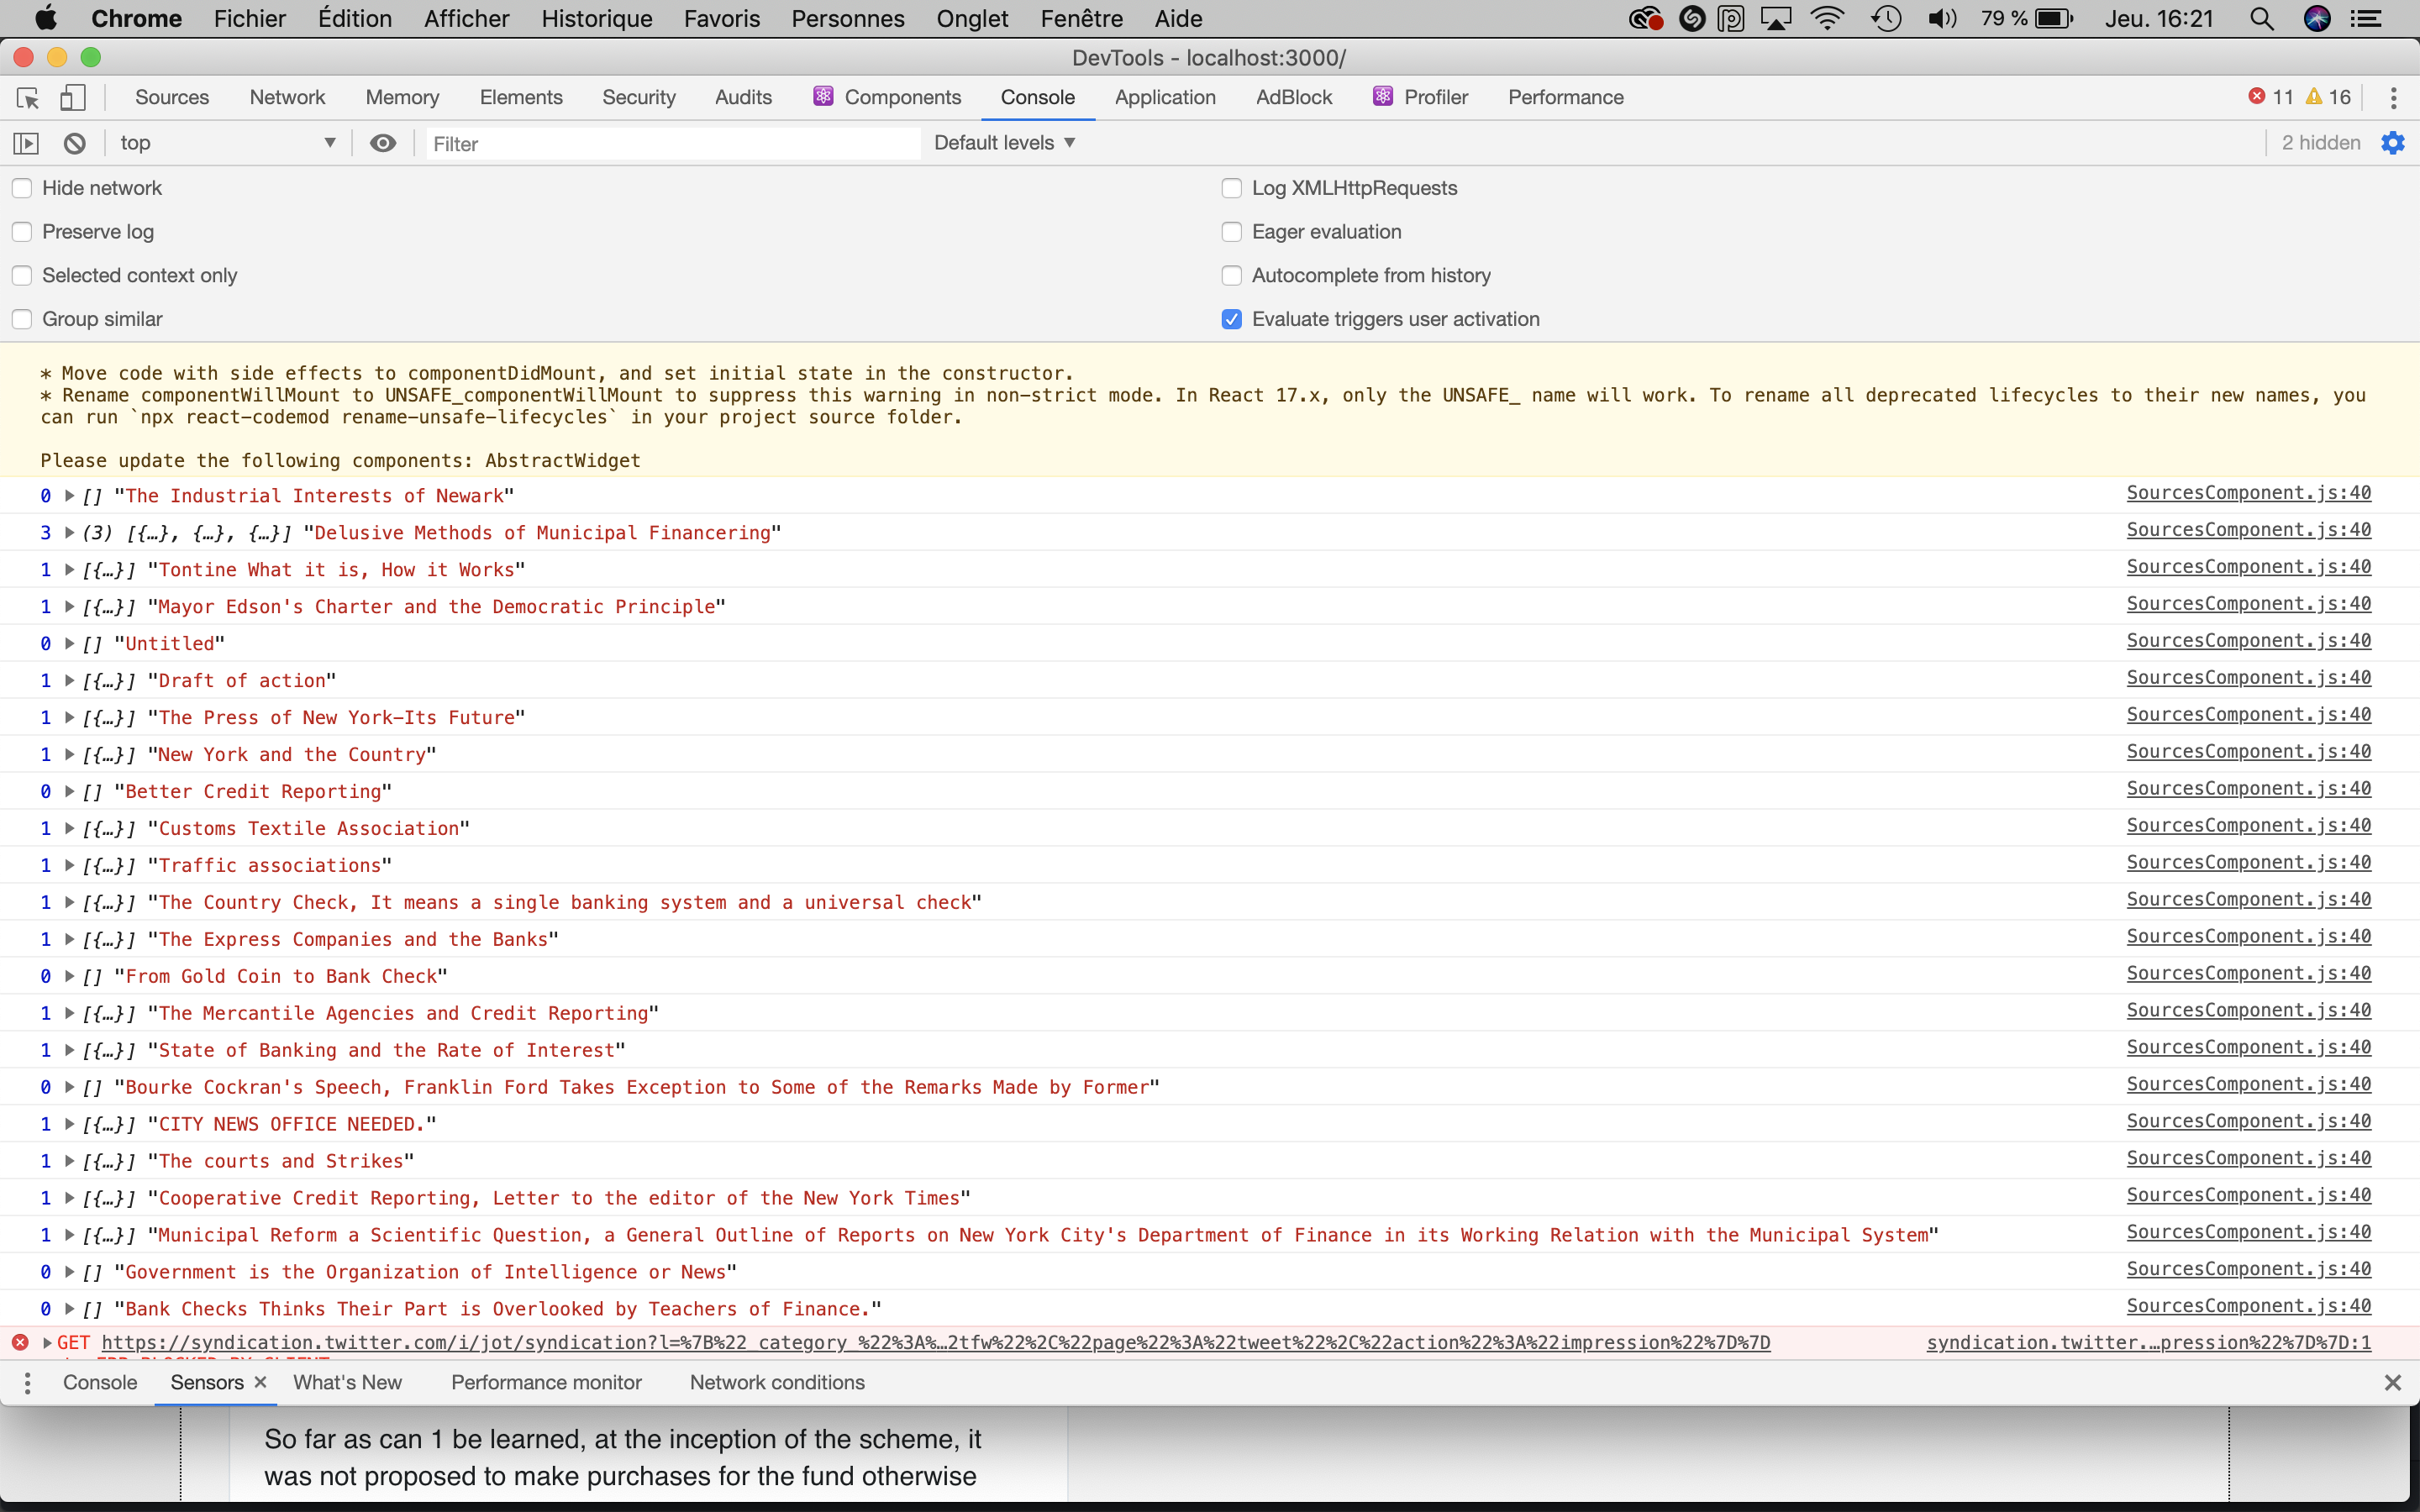 Chrome Fichier Édition Afficher Historique Favoris Personnes Onglet Fenêtre Aide 79 % Jeu. 16:21
DevTools - localhost:3000/
Sources Network Memory Elements Security Audits Components Console Application AdBlock Profiler Performance 11 16
top Filter Default levels 2 hidden
Hide network Log XMLHttpRequests
Preserve log Eager evaluation
Selected context only Autocomplete from history
Group similar Evaluate triggers user activation
* Move code with side effects to componentDidMount, and set initial state in the constructor.
* Rename componentWillMount to UNSAFE_componentWillMount to suppress this warning in non-strict mode. In React 17.x, only the UNSAFE_ name will work. To rename all deprecated lifecycles to their new names, you
can run `npx react-codemod rename-unsafe-lifecycles` in your project source folder.
Please update the following components: AbstractWidget
0 [] "The Industrial Interests of Newark" SourcesComponent.js:40
3 (3) [{…}, {…}, {…}] "Delusive Methods of Municipal Financering" SourcesComponent.js:40
1 [{…}] "Tontine What it is, How it Works" SourcesComponent.js:40
1 [{…}] "Mayor Edson's Charter and the Democratic Principle" SourcesComponent.js:40
0 [] "Untitled" SourcesComponent.js:40
1 [{…}] "Draft of action" SourcesComponent.js:40
1 [{…}] "The Press of New York—Its Future" SourcesComponent.js:40
1 [{…}] "New York and the Country" SourcesComponent.js:40
0 [] "Better Credit Reporting" SourcesComponent.js:40
1 [{…}] "Customs Textile Association" SourcesComponent.js:40
1 [{…}] "Traffic associations" SourcesComponent.js:40
1 [{…}] "The Country Check, It means a single banking system and a universal check" SourcesComponent.js:40
1 [{…}] "The Express Companies and the Banks" SourcesComponent.js:40
0 [] "From Gold Coin to Bank Check" SourcesComponent.js:40
1 [{…}] "The Mercantile Agencies and Credit Reporting" SourcesComponent.js:40
1 [{…}] "State of Banking and the Rate of Interest" SourcesComponent.js:40
0 [] "Bourke Cockran's Speech, Franklin Ford Takes Exception to Some of the Remarks Made by Former" SourcesComponent.js:40
1 [{…}] "CITY NEWS OFFICE NEEDED." SourcesComponent.js:40
1 [{…}] "The courts and Strikes" SourcesComponent.js:40
1 [{…}] "Cooperative Credit Reporting, Letter to the editor of the New York Times" SourcesComponent.js:40
1 [{…}] "Municipal Reform a Scientific Question, a General Outline of Reports on New York City's Department of Finance in its Working Relation with the Municipal System" SourcesComponent.js:40
0 [] "Government is the Organization of Intelligence or News" SourcesComponent.js:40
0 [] "Bank Checks Thinks Their Part is Overlooked by Teachers of Finance." SourcesComponent.js:40
GET https://syndication.twitter.com/i/jot/syndication?l=%7B%22_category_%22%3A%…2tfw%22%2C%22page%22%3A%22tweet%22%2C%22action%22%3A%22impression%22%7D%7D syndication.twitter.…pression%22%7D%7D:1
Console Sensors What's New Performance monitor Network conditions
So far as can 1 be learned, at the inception of the scheme, it
was not proposed to make purchases for the fund otherwise